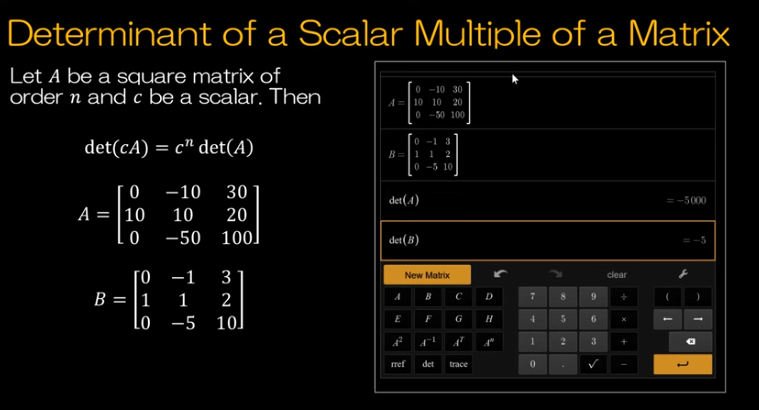 Determinant of a Scalar Multiple of a Matrix
Let A be a square matrix of
order n and c be a scalar. Then
det(cA) = cⁿ det(A)
A = [0 −10 30
10 10 20
0 −50 100]
B = [0 −1 3
1 1 2
0 −5 10]
A = [0 −10 30
10 10 20
0 −50 100]
B = [0 −1 3
1 1 2
0 −5 10]
det(A) = −5000
det(B) = −5
New Matrix clear
A B C D 7 8 9 ÷ ( )
E F G H 4 5 6 × ← →
A² A⁻¹ Aᵀ Aⁿ 1 2 3 +
rref det trace 0 . √ −